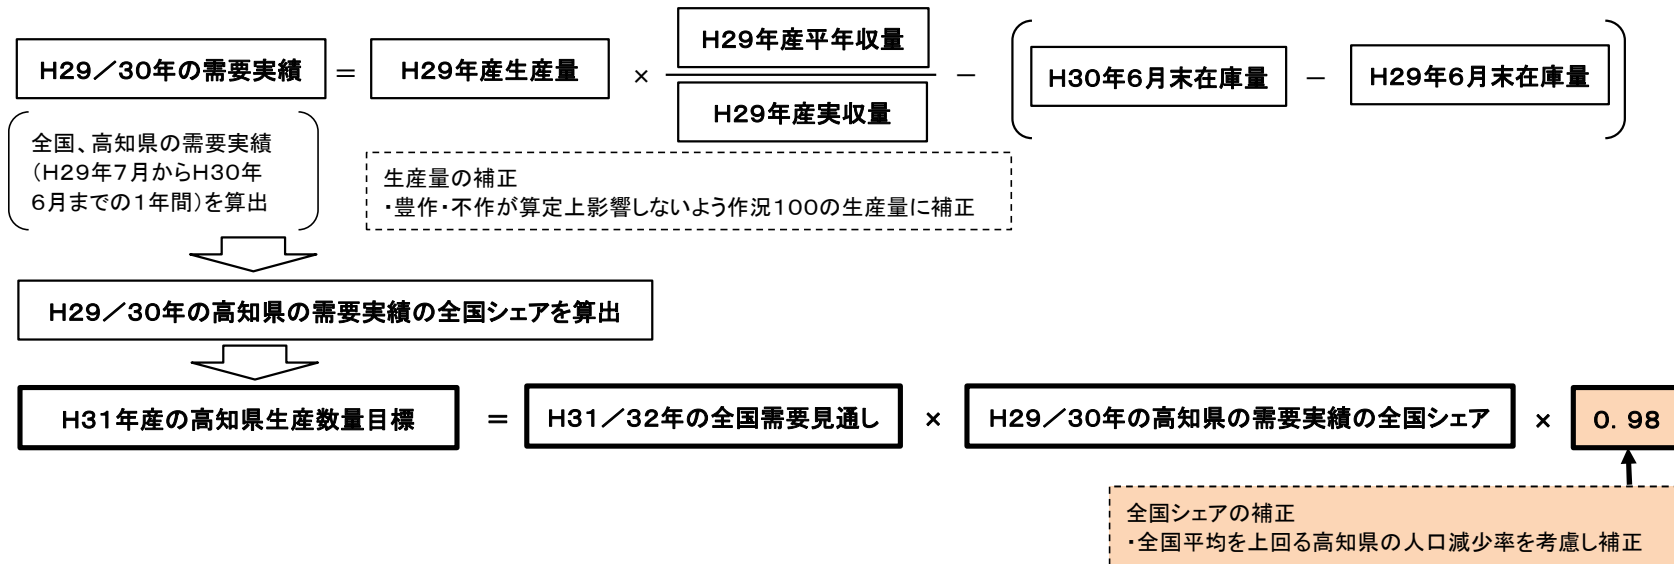 H29年産平年収量
H29/30年の需要実績 = H29年産生産量 × － H30年6月末在庫量 － H29年6月末在庫量
H29年産実収量
全国、高知県の需要実績
(H29年7月からH30年
6月までの1年間)を算出
生産量の補正
・豊作・不作が算定上影響しないよう作況100の生産量に補正
H29/30年の高知県の需要実績の全国シェアを算出
H31年産の高知県生産数量目標 = H31/32年の全国需要見通し × H29/30年の高知県の需要実績の全国シェア × 0.98
全国シェアの補正
・全国平均を上回る高知県の人口減少率を考慮し補正